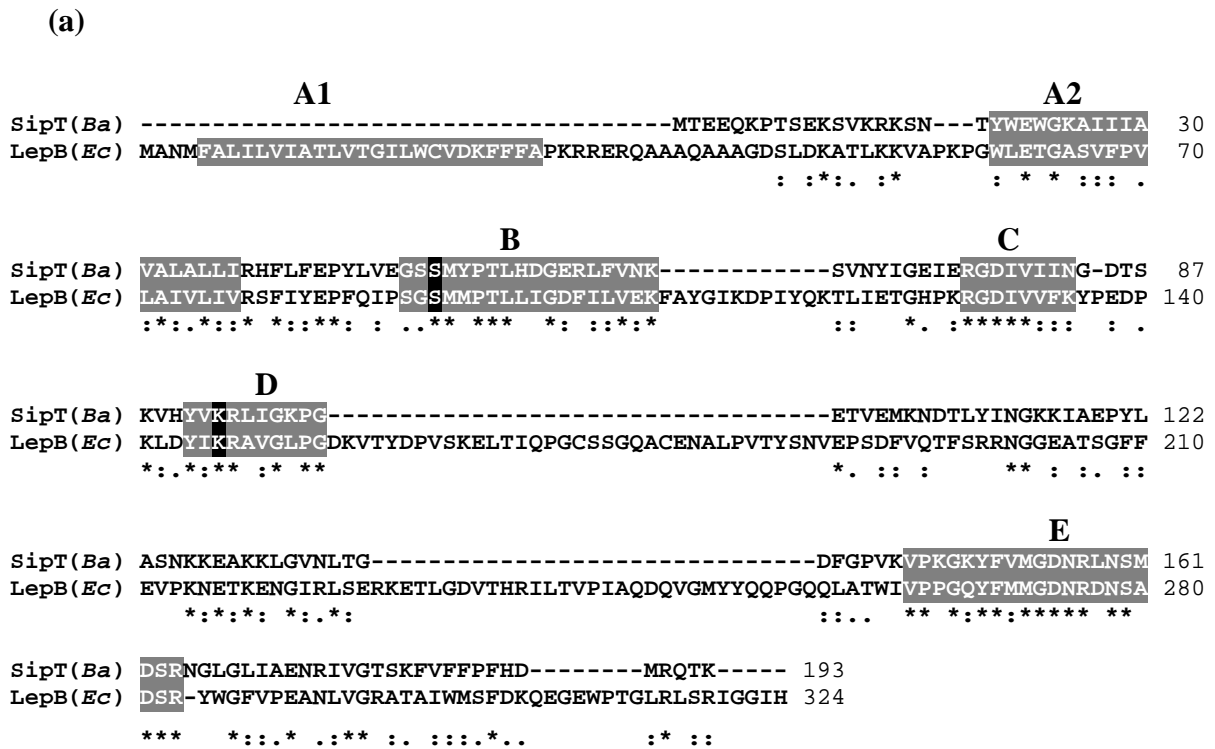 (a)
A1 A2
SipT(Ba) -------------------------------------MTEEQKPTSEKSVKRKSN---TYWEWGKAIIIA 30
LepB(Ec) MANMFALILVIATLVTGILWCVDKFFFAPKRRERQAAAQAAAGDSLDKATLKKVAPKPGWLETGASVFPV 70
: :*:. :* : * * ::: .
B C
SipT(Ba) VALALLIRHFLFEPYLVEGSSMYPTLHDGERLFVNK------------SVNYIGEIERGDIVIING-DTS 87
LepB(Ec) LAIVLIVRSFIYEPFQIPSGSMMPTLLIGDFILVEKFAYGIKDPIYQKTLIETGHPKRGDIVVFKYPEDP 140
:*:.*::* *::** : ..** *** *: ::*:* :: *. :*****::: : .
D
SipT(Ba) KVHYVKRLIGKPG-----------------------------------ETVEMKNDTLYINGKKIAEPYL 122
LepB(Ec) KLDYIKRAVGLPGDKVTYDPVSKELTIQPGCSSGQACENALPVTYSNVEPSDFVQTFSRRNGGEATSGFF 210
*:.*:** :* ** *. :: : ** : :. ::
E
SipT(Ba) ASNKKEAKKLGVNLTG-------------------------------DFGPVKVPKGKYFVMGDNRLNSM 161
LepB(Ec) EVPKNETKENGIRLSERKETLGDVTHRILTVPIAQDQVGMYYQQPGQQLATWIVPPGQYFMMGDNRDNSA 280
*:*:*: *:.*: ::.. ** *:**:***** **
SipT(Ba) DSRNGLGLIAENRIVGTSKFVFFPFHD--------MRQTK----- 193
LepB(Ec) DSR-YWGFVPEANLVGRATAIWMSFDKQEGEWPTGLRLSRIGGIH 324
*** *::.* .:** :. :::.*.. :* ::